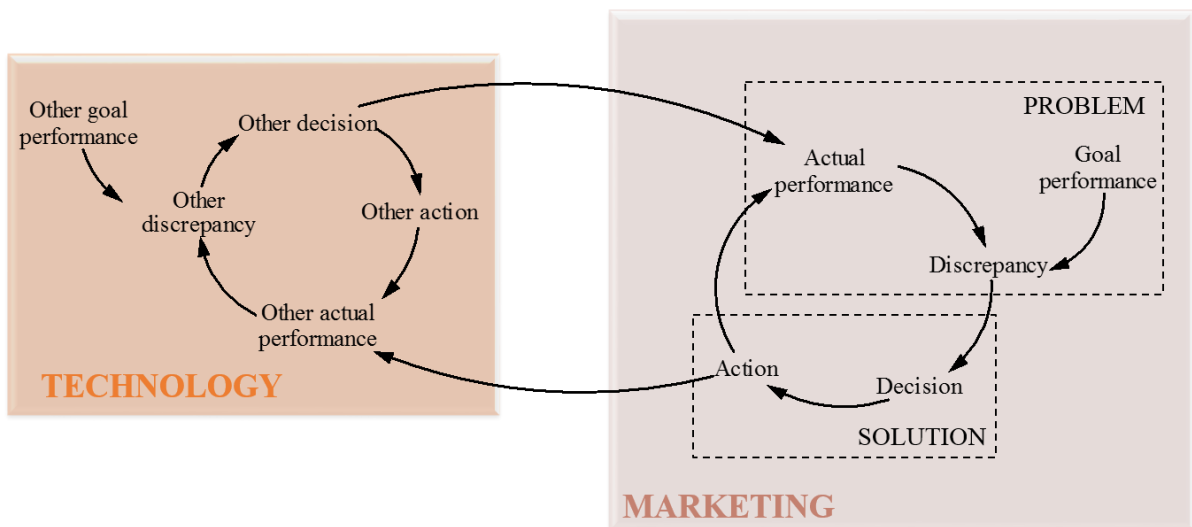 Other goal
performance
Other decision
Other
discrepancy
Other action
Other actual
performance
TECHNOLOGY
PROBLEM
Actual
performance
Goal
performance
Discrepancy
Action
Decision
SOLUTION
MARKETING